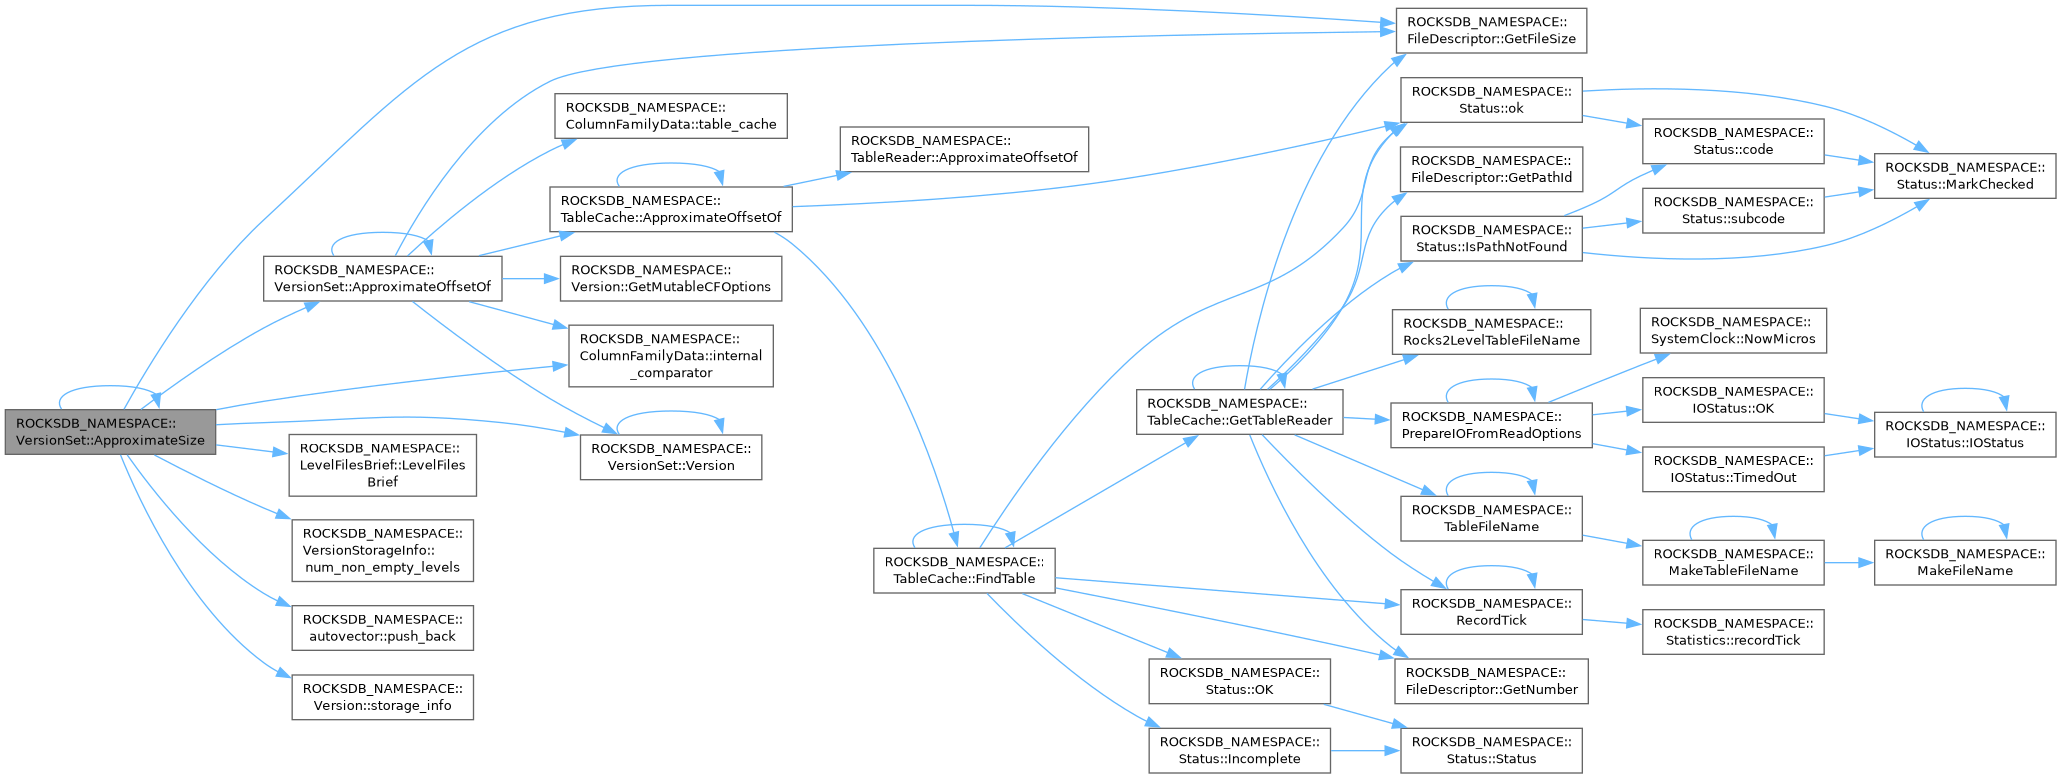 ROCKSDB_NAMESPACE::
VersionSet::ApproximateSize
ROCKSDB_NAMESPACE::
VersionSet::ApproximateOffsetOf
ROCKSDB_NAMESPACE::
LevelFilesBrief::LevelFiles
Brief
ROCKSDB_NAMESPACE::
VersionStorageInfo::
num_non_empty_levels
ROCKSDB_NAMESPACE::
autovector::push_back
ROCKSDB_NAMESPACE::
Version::storage_info
ROCKSDB_NAMESPACE::
ColumnFamilyData::table_cache
ROCKSDB_NAMESPACE::
TableCache::ApproximateOffsetOf
ROCKSDB_NAMESPACE::
Version::GetMutableCFOptions
ROCKSDB_NAMESPACE::
ColumnFamilyData::internal
_comparator
ROCKSDB_NAMESPACE::
VersionSet::Version
ROCKSDB_NAMESPACE::
TableReader::ApproximateOffsetOf
ROCKSDB_NAMESPACE::
TableCache::FindTable
ROCKSDB_NAMESPACE::
TableCache::GetTableReader
ROCKSDB_NAMESPACE::
Status::OK
ROCKSDB_NAMESPACE::
Status::Incomplete
ROCKSDB_NAMESPACE::
FileDescriptor::GetFileSize
ROCKSDB_NAMESPACE::
Status::ok
ROCKSDB_NAMESPACE::
FileDescriptor::GetPathId
ROCKSDB_NAMESPACE::
Status::IsPathNotFound
ROCKSDB_NAMESPACE::
Rocks2LevelTableFileName
ROCKSDB_NAMESPACE::
PrepareIOFromReadOptions
ROCKSDB_NAMESPACE::
TableFileName
ROCKSDB_NAMESPACE::
RecordTick
ROCKSDB_NAMESPACE::
FileDescriptor::GetNumber
ROCKSDB_NAMESPACE::
Status::Status
ROCKSDB_NAMESPACE::
Status::code
ROCKSDB_NAMESPACE::
Status::subcode
ROCKSDB_NAMESPACE::
SystemClock::NowMicros
ROCKSDB_NAMESPACE::
IOStatus::OK
ROCKSDB_NAMESPACE::
IOStatus::TimedOut
ROCKSDB_NAMESPACE::
MakeTableFileName
ROCKSDB_NAMESPACE::
Statistics::recordTick
ROCKSDB_NAMESPACE::
Status::MarkChecked
ROCKSDB_NAMESPACE::
IOStatus::IOStatus
ROCKSDB_NAMESPACE::
MakeFileName